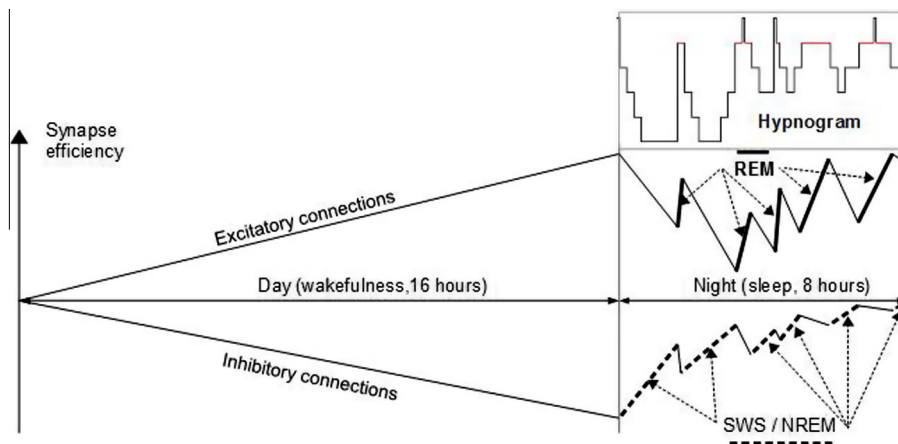 Synapse
efficiency
Hypnogram
REM
Excitatory connections
Day (wakefulness,16 hours)
Night (sleep, 8 hours)
Inhibitory connections
SWS / NREM